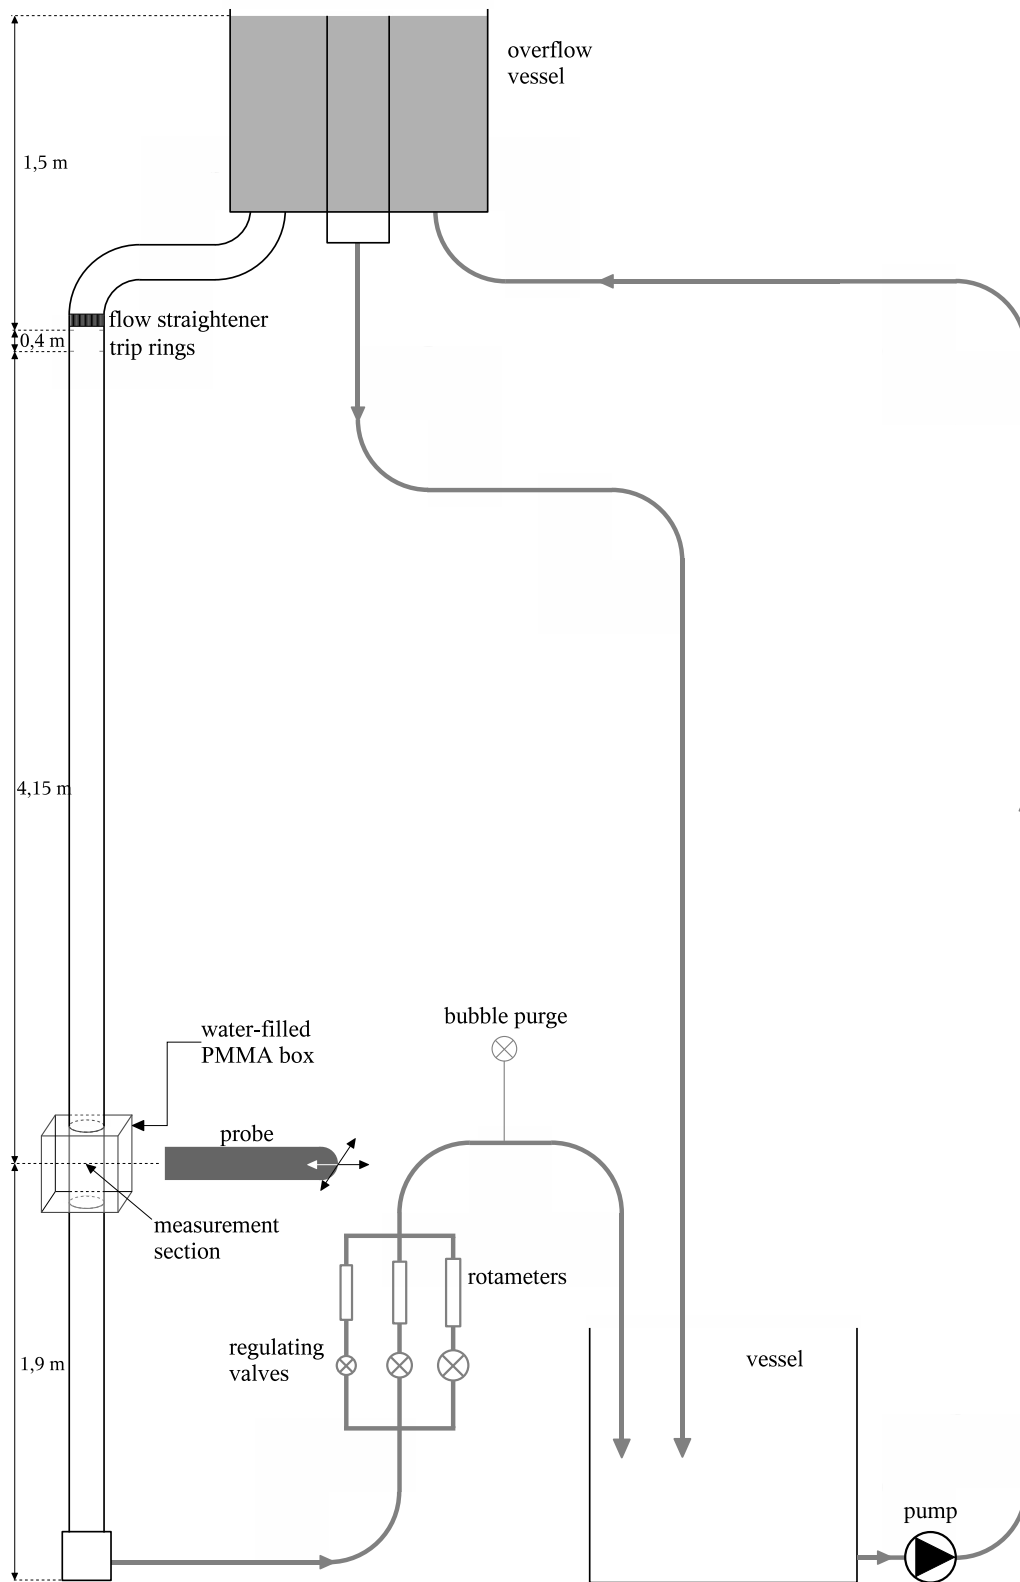 overflow
vessel
1,5 m
flow straightener
0,4 m
trip rings
4,15 m
bubble purge
water-filled
PMMA box
probe
measurement
section
rotameters
regulating
valves
vessel
1,9 m
pump